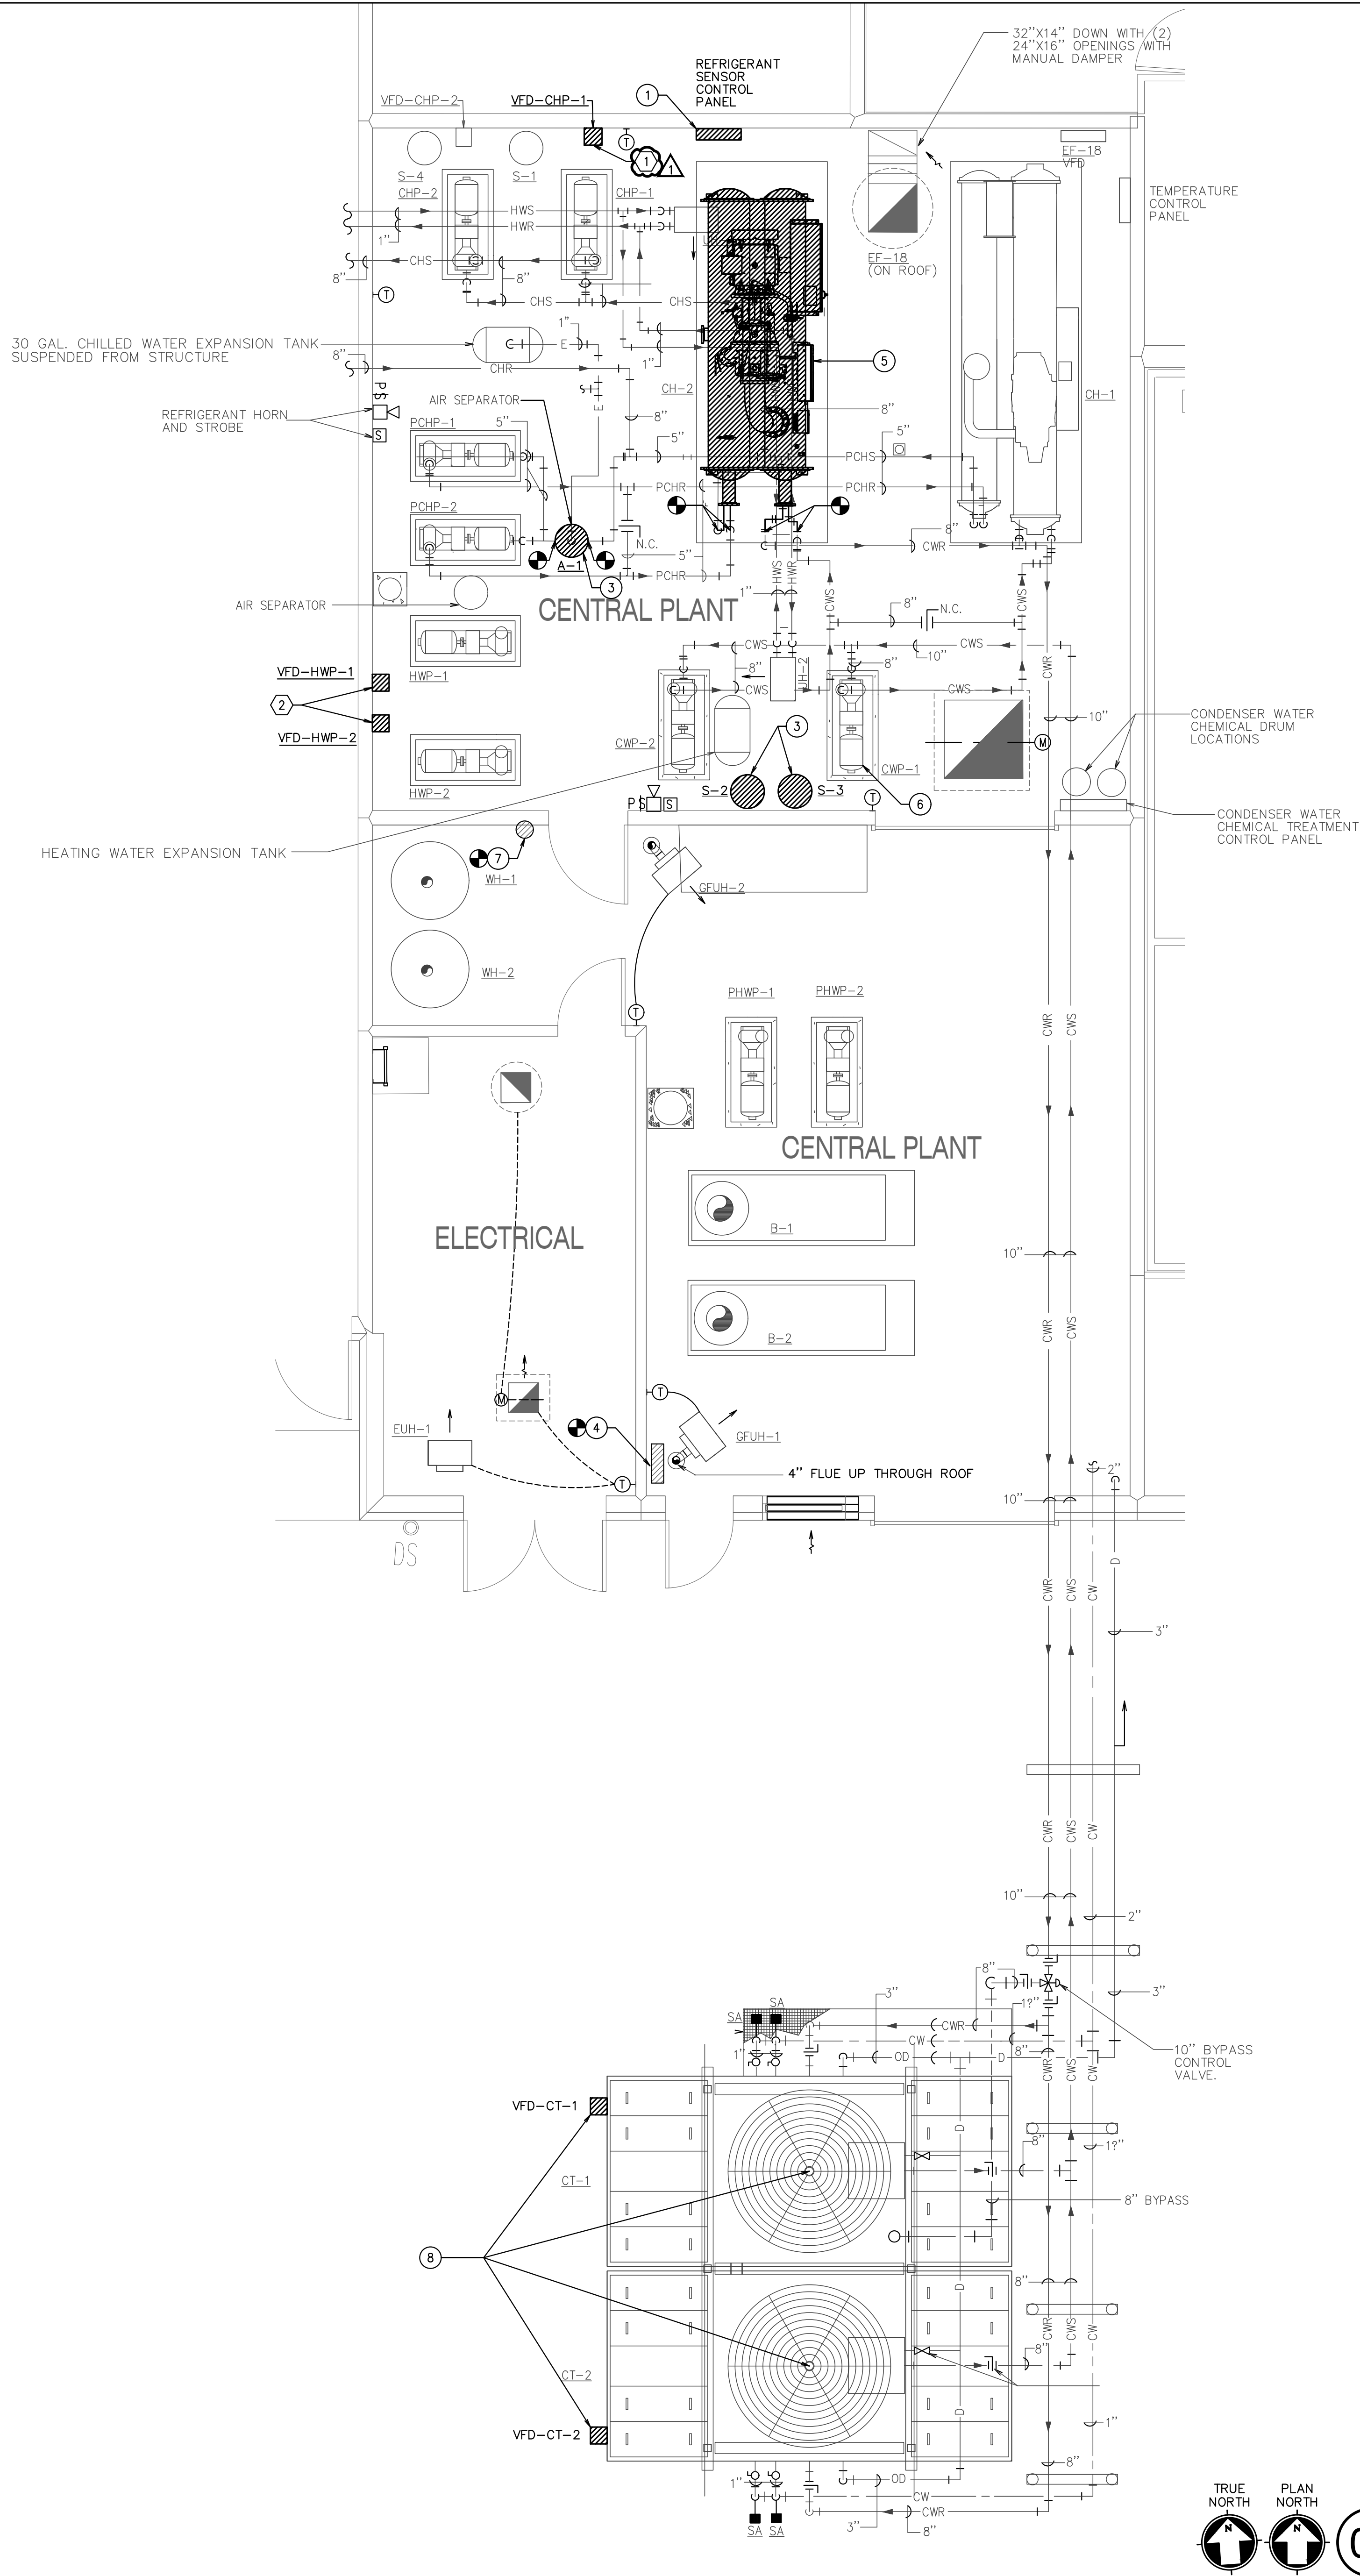 32"X14" DOWN WITH (2)
24"X16" OPENINGS WITH
MANUAL DAMPER
REFRIGERANT
SENSOR
CONTROL
PANEL
1
VFD-CHP-2
VFD-CHP-1
T
1
1
EF-18
VFD
S-4
CHP-2
S-1
CHP-1
TEMPERATURE
CONTROL
PANEL
HWS
HWR
1"
EF-18
(ON ROOF)
CHS
8"
8"
T
CHS
CHS
30 GAL. CHILLED WATER EXPANSION TANK
SUSPENDED FROM STRUCTURE
1"
E
8"
CHR
1"
5
CH-2
CH-1
E
REFRIGERANT HORN
AND STROBE
S
AIR SEPARATOR
PCHP-1
5"
8"
8"
5"
5"
PCHS
PCHR
PCHR
PCHP-2
N.C.
A-1
3
5"
PCHR
8"
CWR
HWS
HWR
1"
CWS
CWS
8"
N.C.
AIR SEPARATOR
CENTRAL PLANT
CWS
8"
10"
CWS
8"
CWR
VFD-HWP-1
HWP-1
2
VFD-HWP-2
HWP-2
CWS
UH-2
CWS
CWP-2
3
CWP-1
M
10"
CONDENSER WATER
CHEMICAL DRUM
LOCATIONS
S-2
S-3
T
6
S
CONDENSER WATER
CHEMICAL TREATMENT
CONTROL PANEL
HEATING WATER EXPANSION TANK
7
WH-1
GFUH-2
WH-2
PHWP-1
PHWP-2
T
CWR
CWS
CENTRAL PLANT
ELECTRICAL
B-1
10"
B-2
CWR
CWS
M
T
EUH-1
4
GFUH-1
4" FLUE UP THROUGH ROOF
T
2"
10"
DS
CWR
CWS
CW
D
3"
CWR
CWS
CW
10"
2"
8"
3"
3"
1?"
SA
SA
CWR
CW
8"
10" BYPASS
CONTROL
VALVE.
1"
OD
D
CWR
CWS
CW
VFD-CT-1
D
8"
1?"
CT-1
8" BYPASS
8
D
8"
CWR
CWS
CW
8"
CT-2
D
VFD-CT-2
1"
8"
1"
OD
CW
CWR
SA
SA
3"
8"
TRUE
NORTH
PLAN
NORTH
N
N